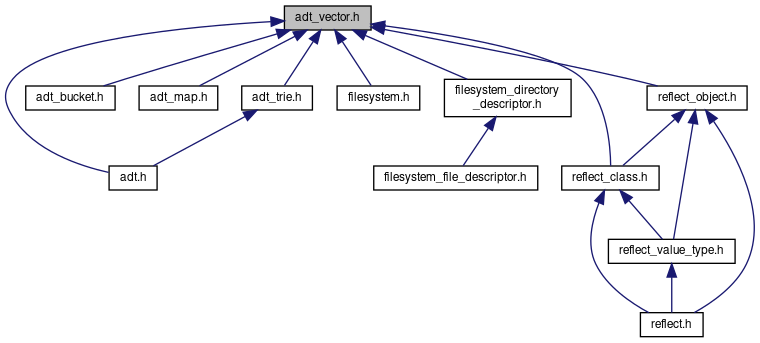 adt_vector.h
adt_bucket.h
adt_map.h
adt_trie.h
filesystem.h
filesystem_directory
_descriptor.h
reflect_object.h
adt.h
filesystem_file_descriptor.h
reflect_class.h
reflect_value_type.h
reflect.h